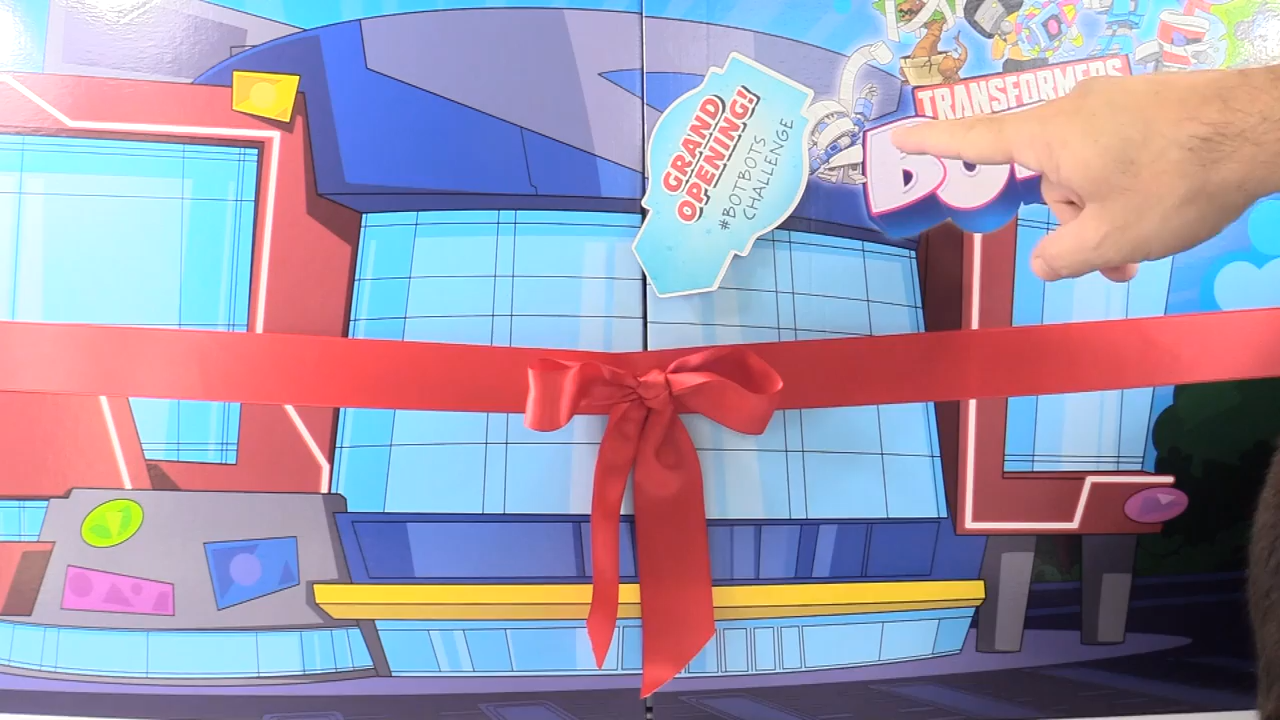 GRAND
OPENING!
#BOTBOTS
CHALLENGE
TRANSFORMERS